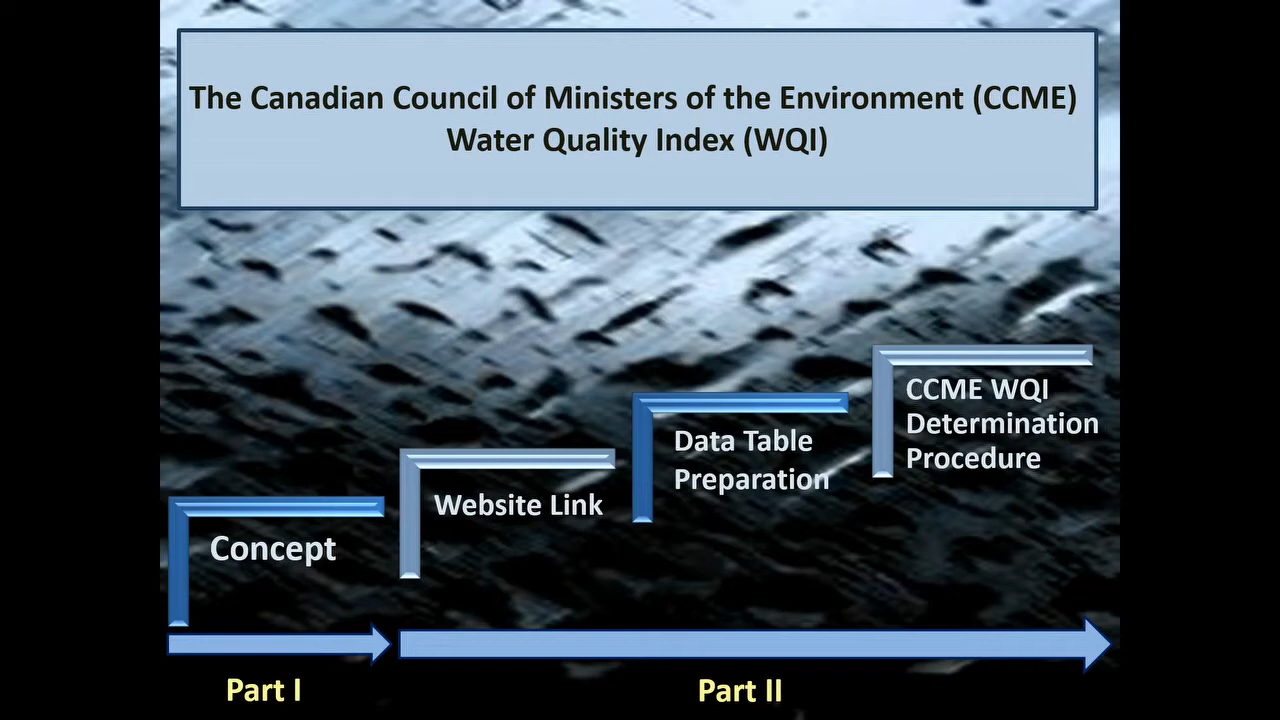 The Canadian Council of Ministers of the Environment (CCME)
Water Quality Index (WQI)
Concept
Website Link
Data Table
Preparation
CCME WQI
Determination
Procedure
Part I
Part II